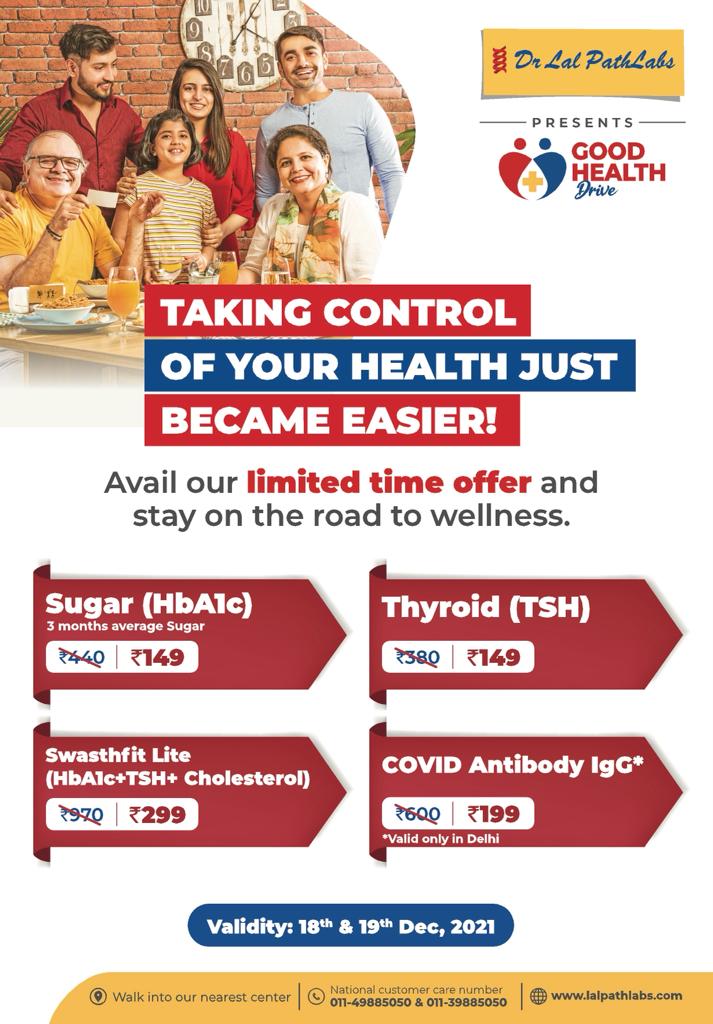 Dr Lal PathLabs
PRESENTS
GOOD
HEALTH
Drive
TAKING CONTROL
OF YOUR HEALTH JUST
BECAME EASIER!
Avail our limited time offer and
stay on the road to wellness.
Sugar (HbA1c)
3 months average Sugar
₹440 | ₹149
Thyroid (TSH)
₹380 | ₹149
Swasthfit Lite
(HbA1c+TSH+ Cholesterol)
₹970 | ₹299
COVID Antibody IgG*
₹600 | ₹199
*Valid only in Delhi
Validity: 18th & 19th Dec, 2021
Walk into our nearest center
National customer care number
011-49885050 & 011-39885050
www.lalpathlabs.com